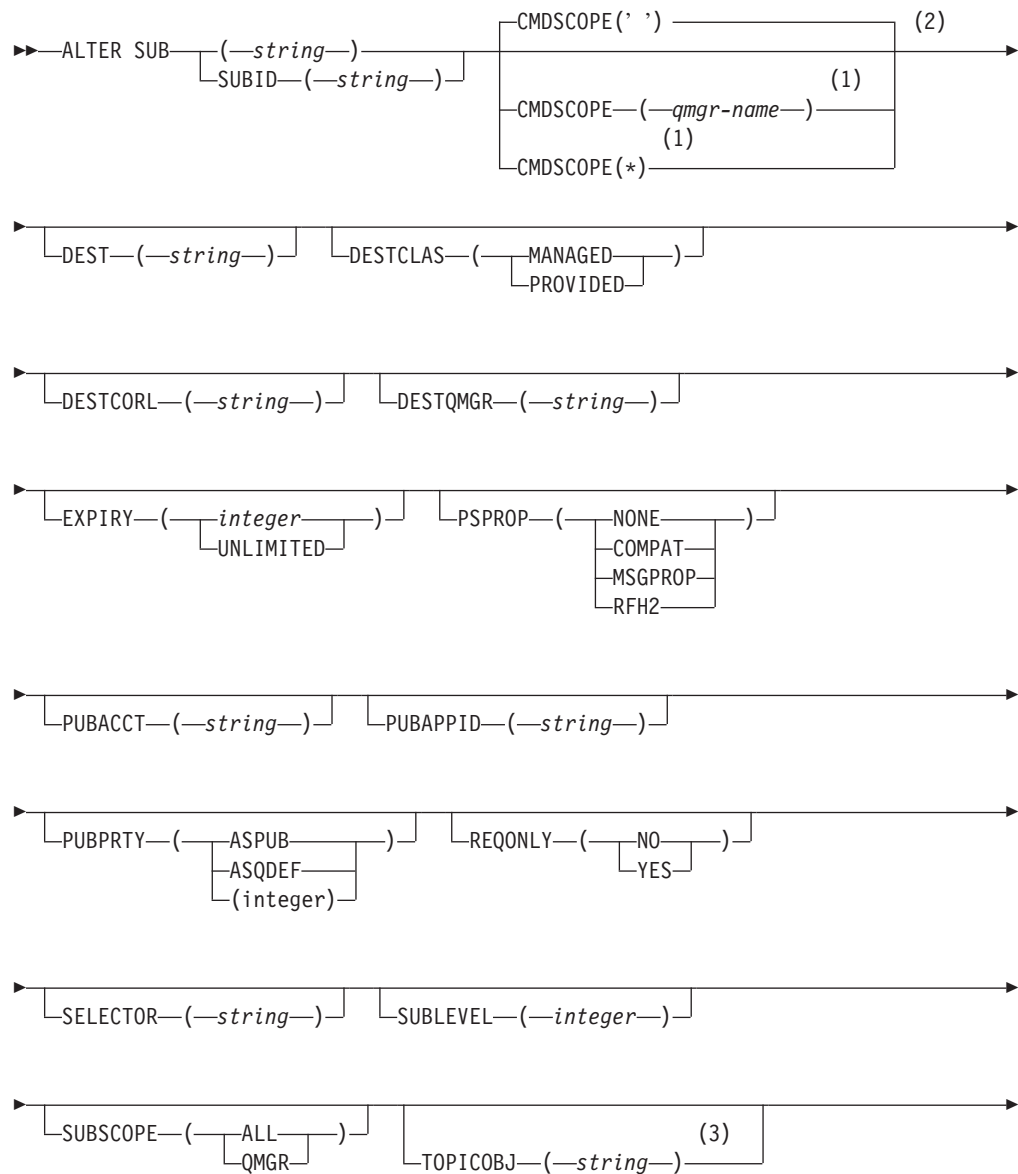 CMDSCOPE(' ') (2)
ALTER SUB (string)
SUBID (string)
(1)
CMDSCOPE (qmgr-name)
(1)
CMDSCOPE(*)
DEST (string) DESTCLAS (MANAGED)
PROVIDED
DESTCORL (string) DESTQMGR (string)
EXPIRY (integer) PSPROP (NONE)
UNLIMITED COMPAT
MSGPROP
RFH2
PUBACCT (string) PUBAPPID (string)
PUBPRTY (ASPUB) REQONLY (NO)
ASQDEF YES
(integer)
SELECTOR (string) SUBLEVEL (integer)
SUBSCOPE (ALL) (3)
QMGR TOPICOBJ (string)